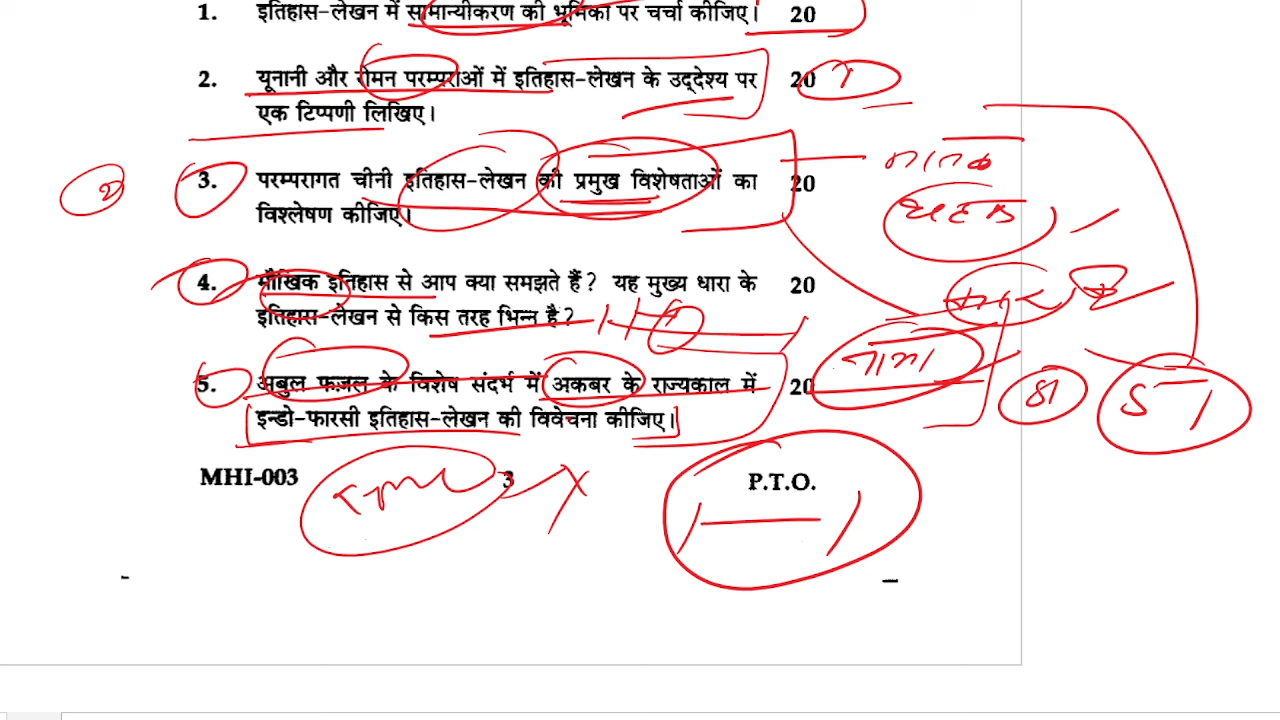 1. इतिहास-लेखन में सामान्यीकरण की भूमिका पर चर्चा कीजिए। 20
2. यूनानी और रोमन परम्पराओं में इतिहास-लेखन के उद्देश्य पर 20
एक टिप्पणी लिखिए।
3. परम्परागत चीनी इतिहास-लेखन की प्रमुख विशेषताओं का 20
विश्लेषण कीजिए।
4. मौखिक इतिहास से आप क्या समझते हैं? यह मुख्य धारा के 20
इतिहास-लेखन से किस तरह भिन्न है?
5. अबुल फज़ल के विशेष संदर्भ में अकबर के राज्यकाल में 20
इन्डो-फारसी इतिहास-लेखन की विवेचना कीजिए।
MHI-003 3 P.T.O.